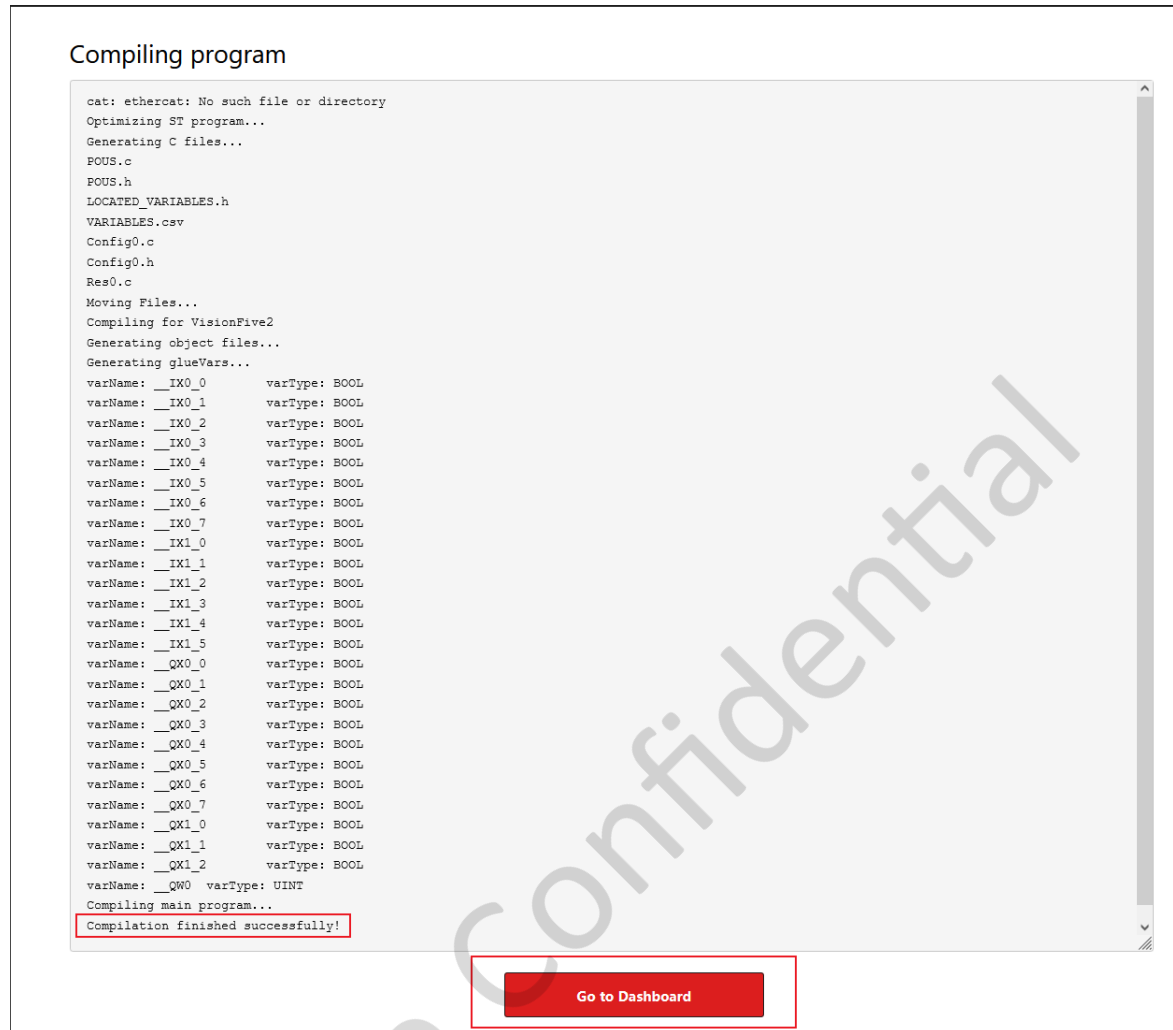 Compiling program
cat: ethercat: No such file or directory
Optimizing ST program...
Generating C files...
POUS.c
POUS.h
LOCATED_VARIABLES.h
VARIABLES.csv
Config0.c
Config0.h
Res0.c
Moving Files...
Compiling for VisionFive2
Generating object files...
Generating glueVars...
varName: __IX0_0 varType: BOOL
varName: __IX0_1 varType: BOOL
varName: __IX0_2 varType: BOOL
varName: __IX0_3 varType: BOOL
varName: __IX0_4 varType: BOOL
varName: __IX0_5 varType: BOOL
varName: __IX0_6 varType: BOOL
varName: __IX0_7 varType: BOOL
varName: __IX1_0 varType: BOOL
varName: __IX1_1 varType: BOOL
varName: __IX1_2 varType: BOOL
varName: __IX1_3 varType: BOOL
varName: __IX1_4 varType: BOOL
varName: __IX1_5 varType: BOOL
varName: __QX0_0 varType: BOOL
varName: __QX0_1 varType: BOOL
varName: __QX0_2 varType: BOOL
varName: __QX0_3 varType: BOOL
varName: __QX0_4 varType: BOOL
varName: __QX0_5 varType: BOOL
varName: __QX0_6 varType: BOOL
varName: __QX0_7 varType: BOOL
varName: __QX1_0 varType: BOOL
varName: __QX1_1 varType: BOOL
varName: __QX1_2 varType: BOOL
varName: __QW0 varType: UINT
Compiling main program...
Compilation finished successfully!
Go to Dashboard
Confidential